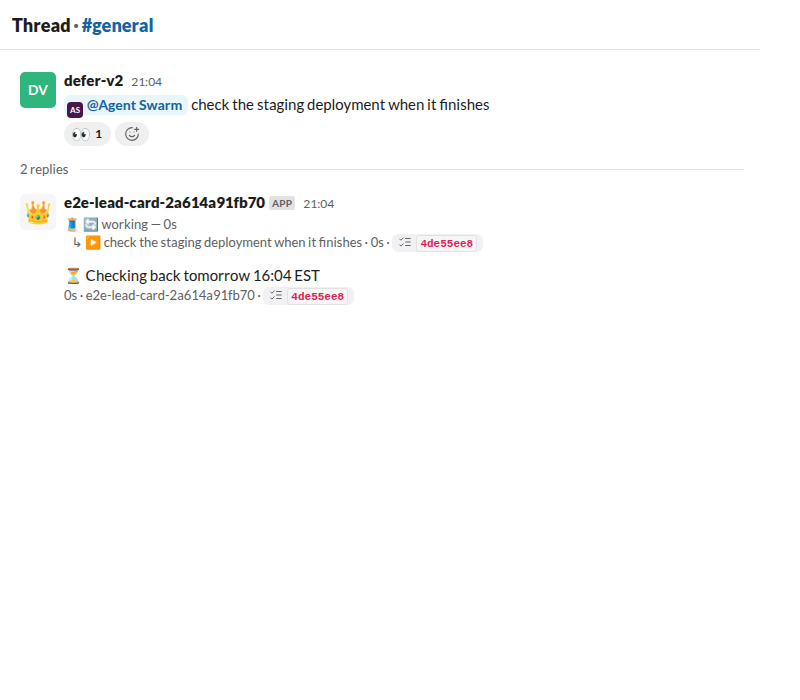 Thread · #general
DV
defer-v2 21:04
AS @Agent Swarm check the staging deployment when it finishes
👀 1
2 replies
e2e-lead-card-2a614a91fb70 APP 21:04
🧵 🔄 working — 0s
↳ ▶️ check the staging deployment when it finishes · 0s · 4de55ee8
⏳ Checking back tomorrow 16:04 EST
0s · e2e-lead-card-2a614a91fb70 · 4de55ee8